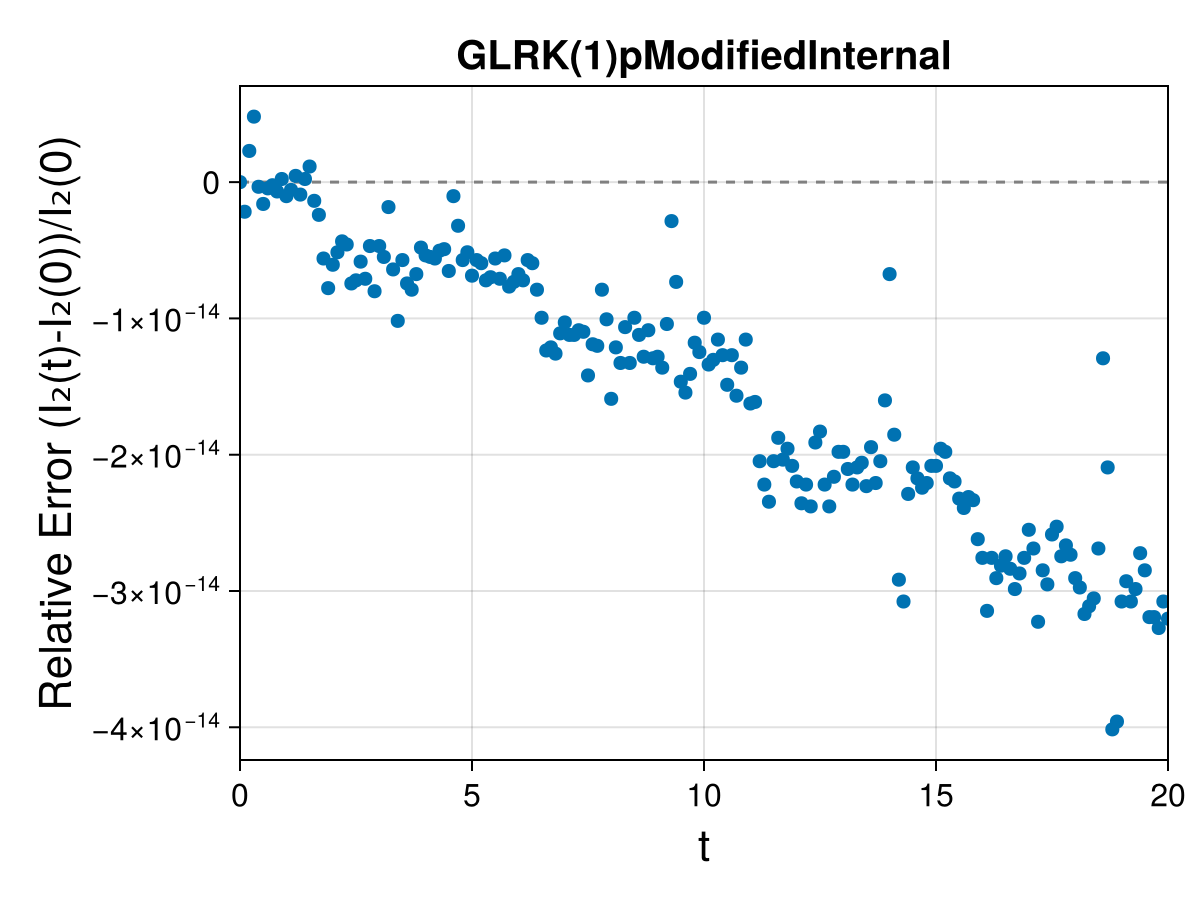 GLRK(1)pModifiedInternal
Relative Error (I₂(t)-I₂(0))/I₂(0)
0
−1×10⁻¹⁴
−2×10⁻¹⁴
−3×10⁻¹⁴
−4×10⁻¹⁴
0 5 10 15 20
t